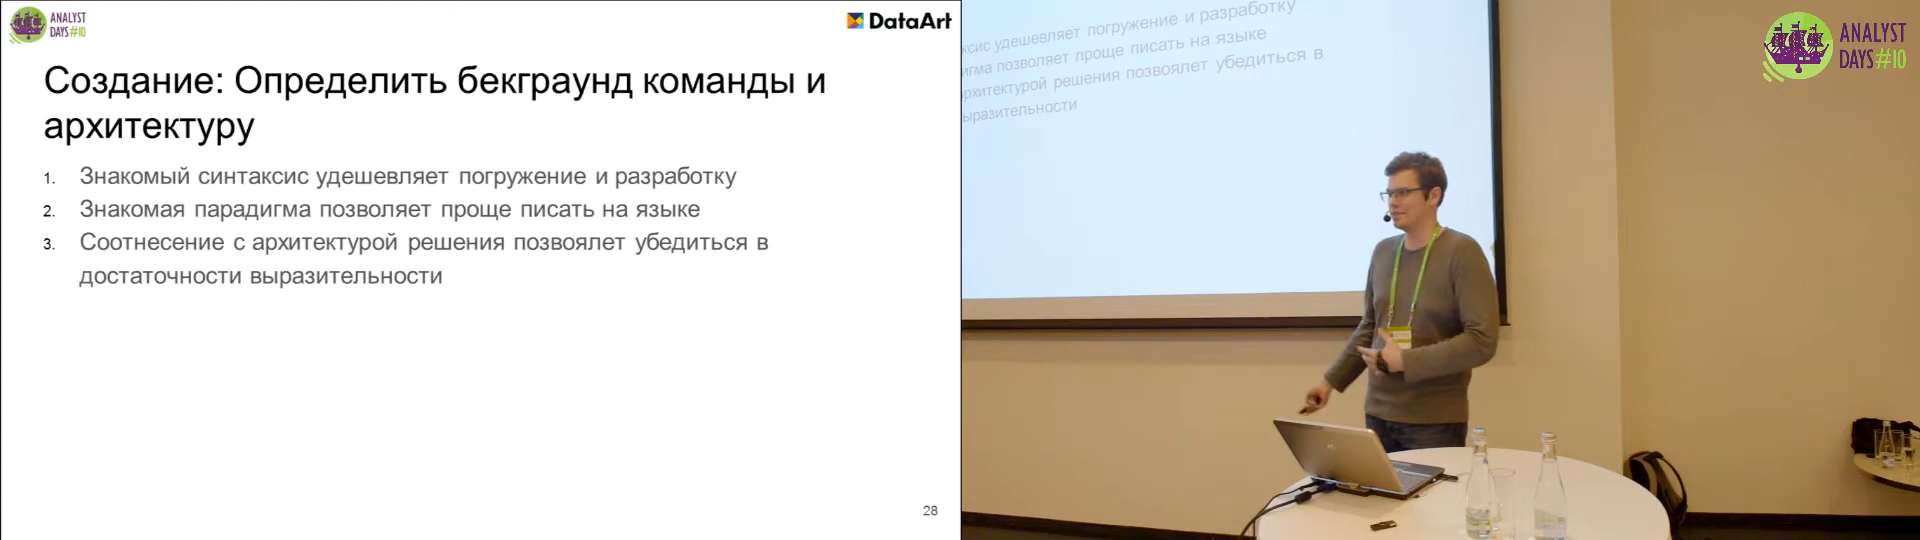 ANALYST
DAYS#10
DataArt
Создание: Определить бекграунд команды и
архитектуру
1. Знакомый синтаксис удешевляет погружение и разработку
2. Знакомая парадигма позволяет проще писать на языке
3. Соотнесение с архитектурой решения позвоялет убедиться в
достаточности выразительности
28
ксис удешевляет погружение и разработку
игма позволяет проще писать на языке
рхитектурой решения позвоялет убедиться в
ыразительности
ANALYST
DAYS#10